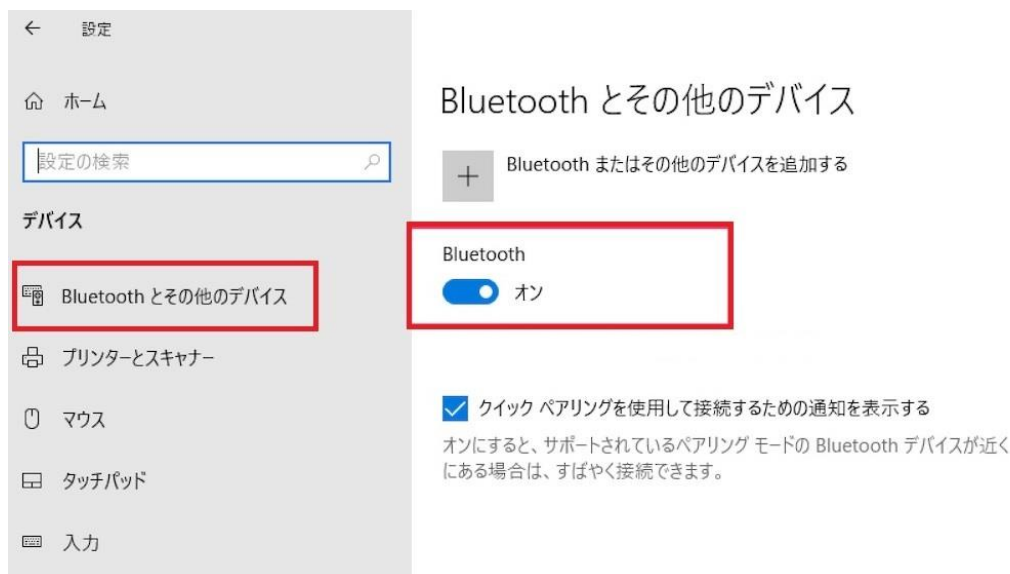 設定
ホーム
設定の検索
デバイス
Bluetooth とその他のデバイス
プリンターとスキャナー
マウス
タッチパッド
入力
Bluetooth とその他のデバイス
Bluetooth またはその他のデバイスを追加する
Bluetooth
オン
クイック ペアリングを使用して接続するための通知を表示する
オンにすると、サポートされているペアリング モードの Bluetooth デバイスが近く
にある場合は、すばやく接続できます。